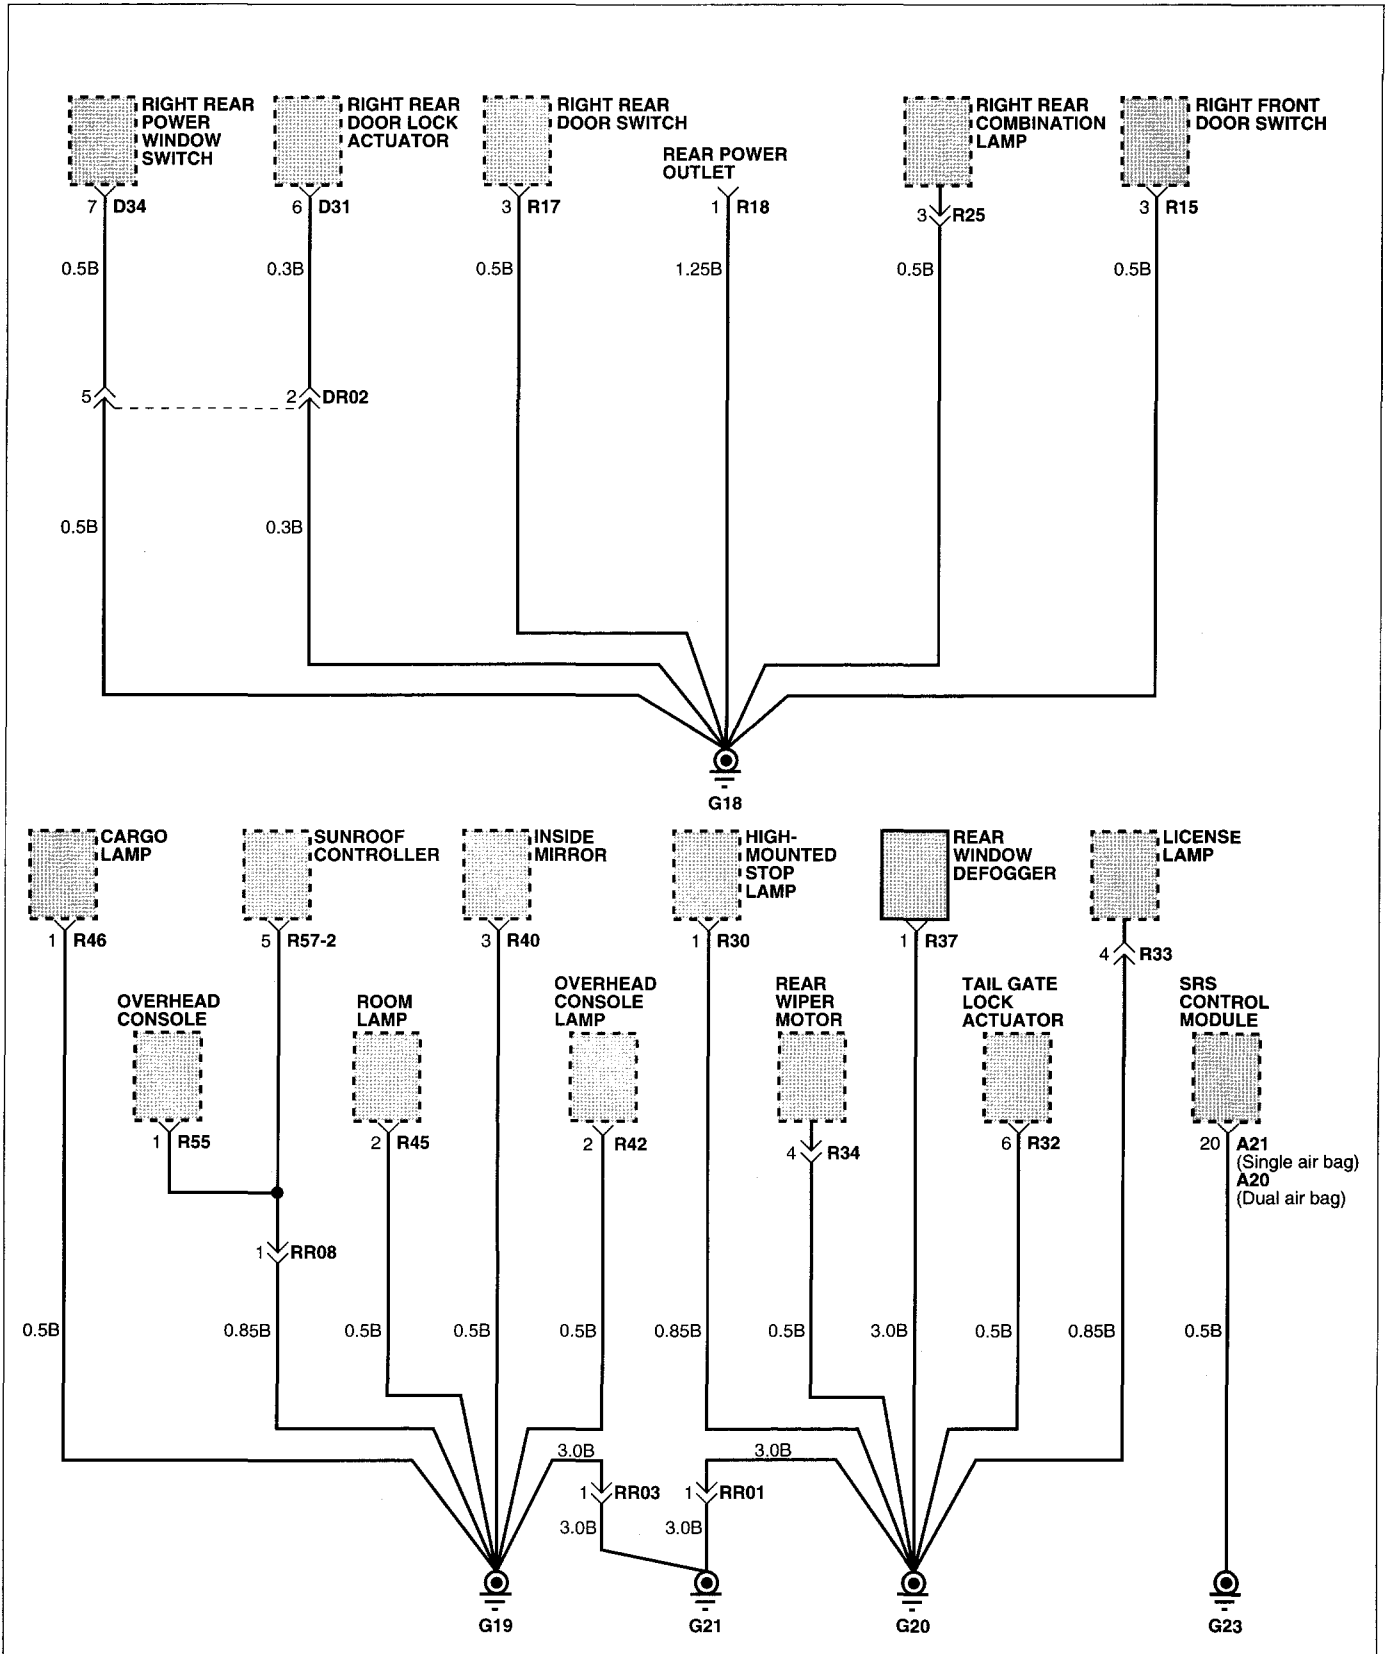 RIGHT REAR
POWER
WINDOW
SWITCH
RIGHT REAR
DOOR LOCK
ACTUATOR
RIGHT REAR
DOOR SWITCH
REAR POWER
OUTLET
RIGHT REAR
COMBINATION
LAMP
RIGHT FRONT
DOOR SWITCH
7 D34
6 D31
3 R17
1 R18
3 R25
3 R15
0.5B
0.3B
0.5B
1.25B
0.5B
0.5B
5
2 DR02
0.5B
0.3B
G18
CARGO
LAMP
SUNROOF
CONTROLLER
INSIDE
MIRROR
HIGH-
MOUNTED
STOP
LAMP
REAR
WINDOW
DEFOGGER
LICENSE
LAMP
1 R46
5 R57-2
3 R40
1 R30
1 R37
4 R33
OVERHEAD
CONSOLE
ROOM
LAMP
OVERHEAD
CONSOLE
LAMP
REAR
WIPER
MOTOR
TAIL GATE
LOCK
ACTUATOR
SRS
CONTROL
MODULE
1 R55
2 R45
2 R42
4 R34
6 R32
20 A21
(Single air bag)
A20
(Dual air bag)
1 RR08
0.5B
0.85B
0.5B
0.5B
0.5B
0.85B
0.5B
3.0B
0.5B
0.85B
0.5B
3.0B
3.0B
1 RR03
1 RR01
3.0B
3.0B
G19
G21
G20
G23